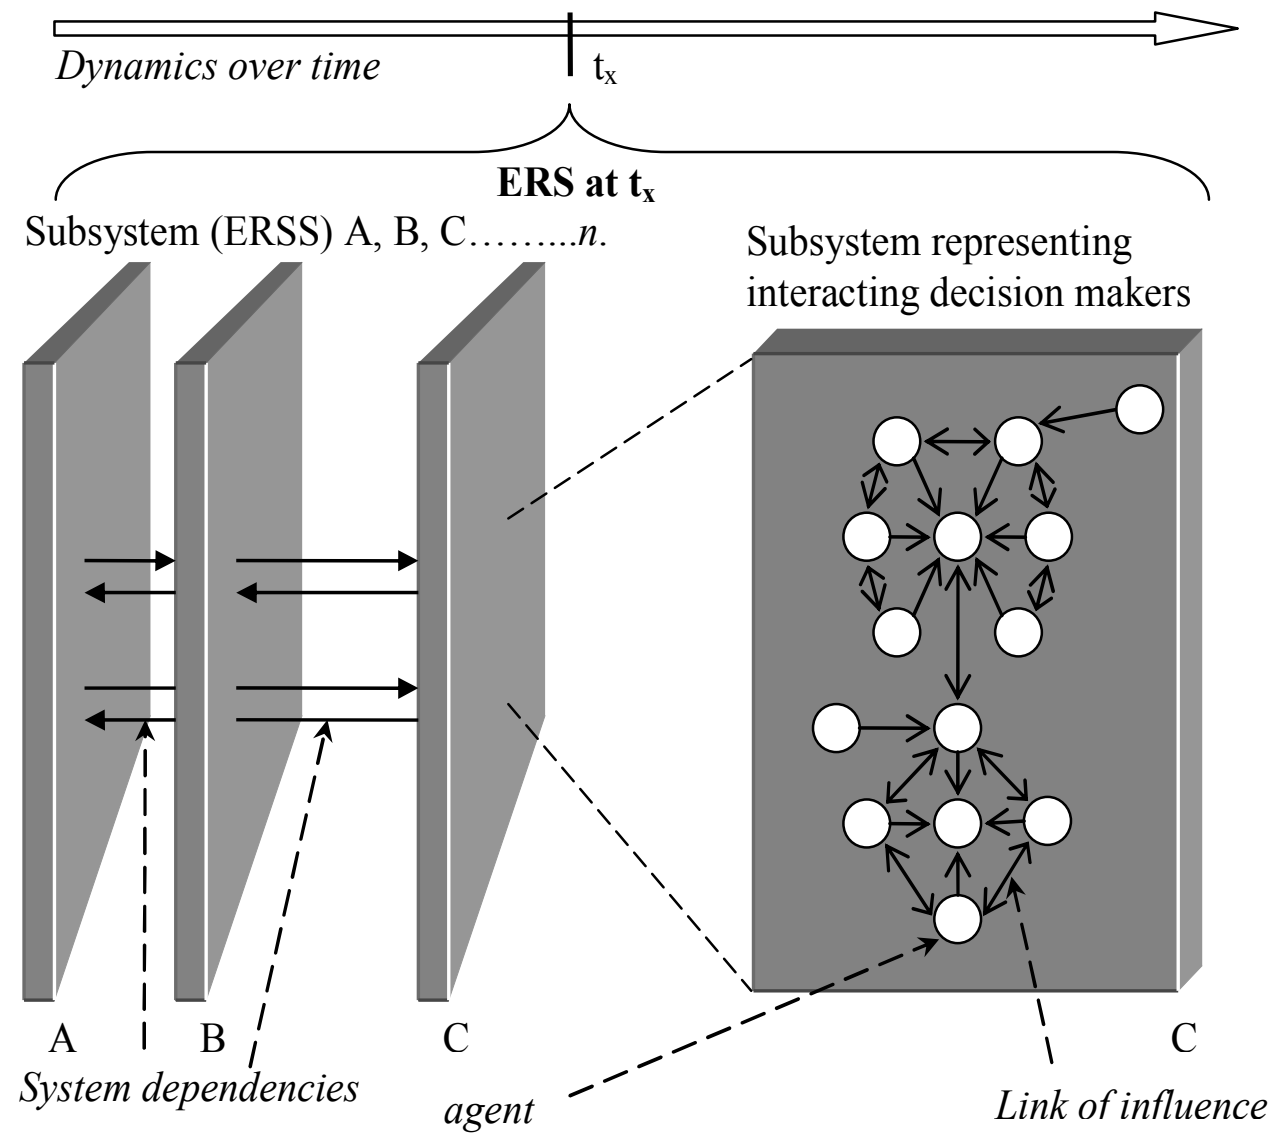 Dynamics over time
tₓ
ERS at tₓ
Subsystem (ERSS) A, B, C……...n.
Subsystem representing
interacting decision makers
A
B
C
C
System dependencies
agent
Link of influence